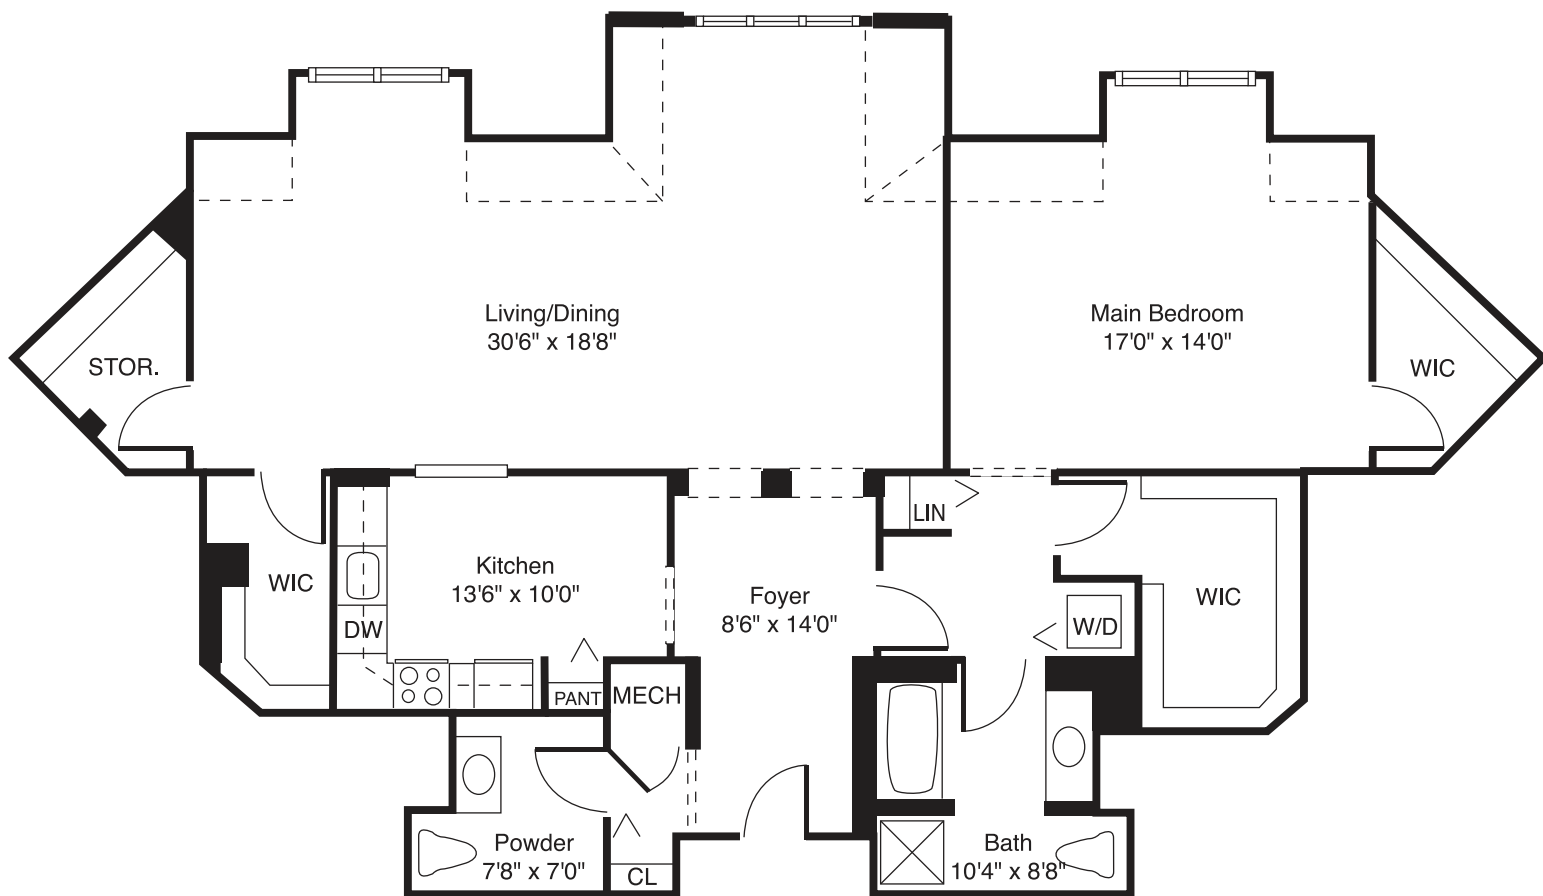 Living/Dining
30'6" x 18'8"
Main Bedroom
17'0" x 14'0"
STOR.
WIC
LIN
Kitchen
13'6" x 10'0"
WIC
Foyer
8'6" x 14'0"
WIC
DW
W/D
PANT
MECH
Powder
7'8" x 7'0"
CL
Bath
10'4" x 8'8"